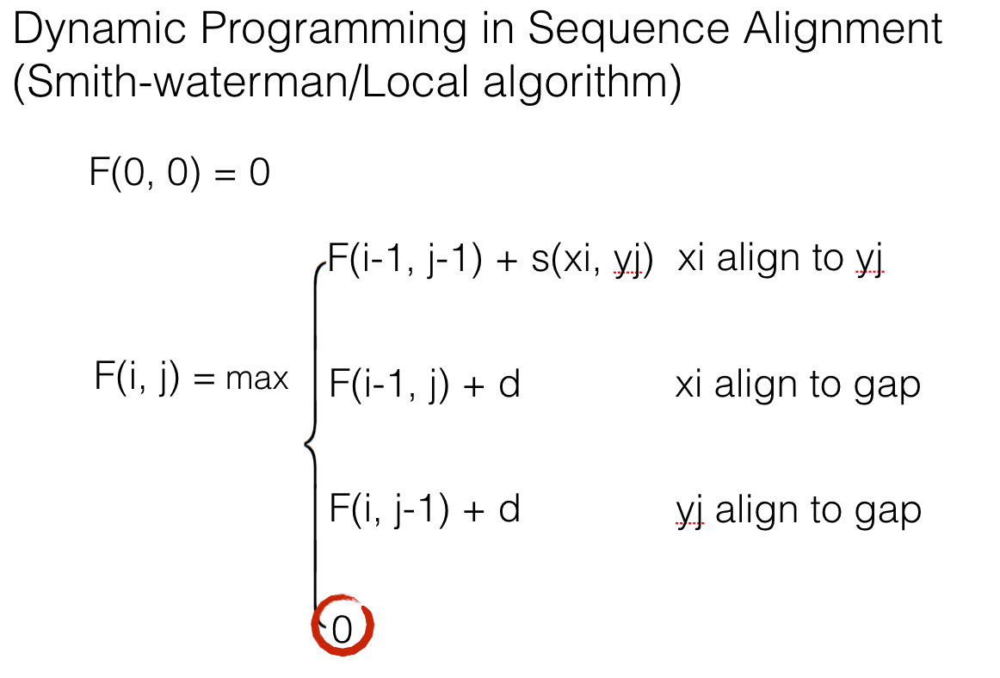 Dynamic Programming in Sequence Alignment
(Smith-waterman/Local algorithm)
F(0, 0) = 0
F(i-1, j-1) + s(xi, yj) xi align to yj
F(i, j) = max
F(i-1, j) + d xi align to gap
F(i, j-1) + d yj align to gap
0